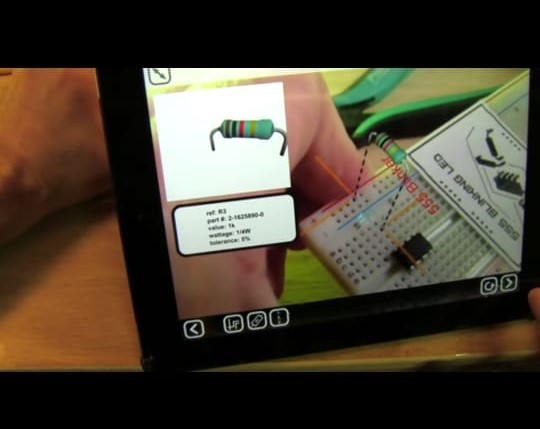 ref: R3
part #: 2-1625890-0
value: 1k
wattage: 1/4W
tolerance: 5%
555 Blinker
555 BLINKING LED